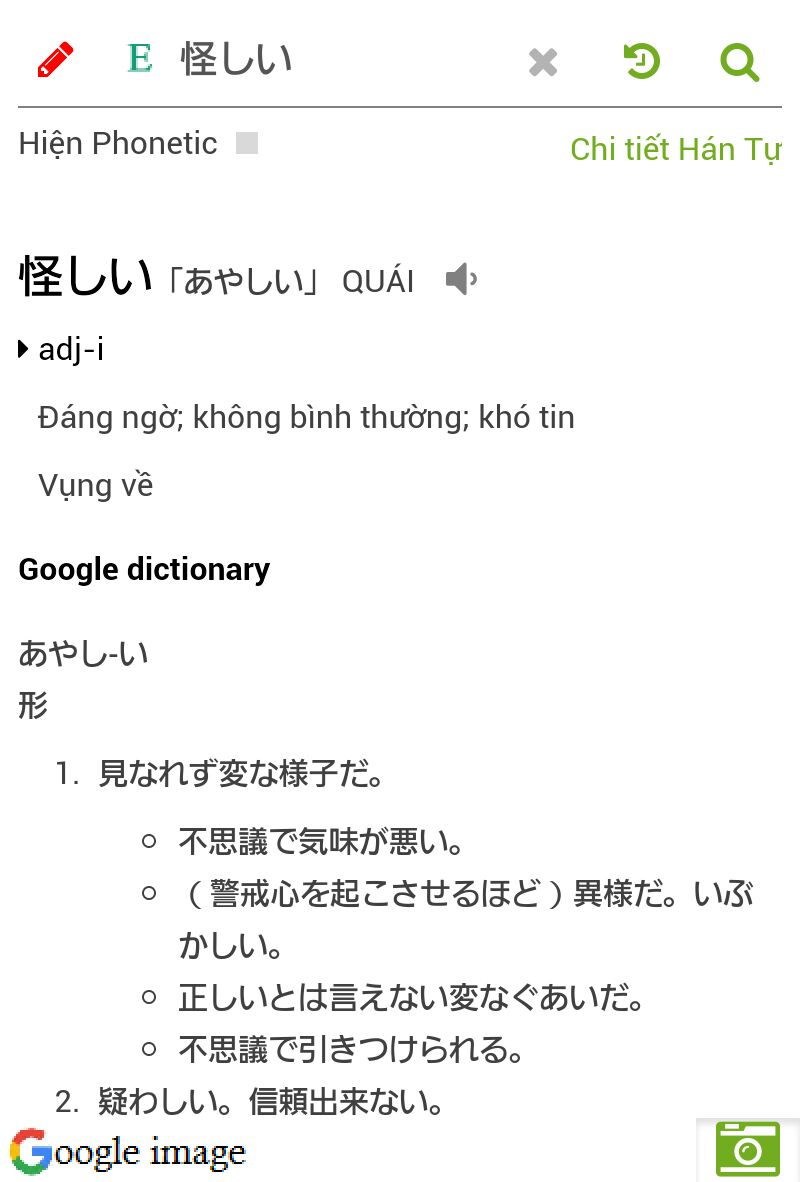 E 怪しい
Hiện Phonetic
Chi tiết Hán Tự
怪しい 「あやしい」 QUÁI
adj-i
Đáng ngờ; không bình thường; khó tin
Vụng về
Google dictionary
あやし-い
形
1. 見なれず変な様子だ。
不思議で気味が悪い。
（警戒心を起こさせるほど）異様だ。いぶ
かしい。
正しいとは言えない変なぐあいだ。
不思議で引きつけられる。
2. 疑わしい。信頼出来ない。
Google image